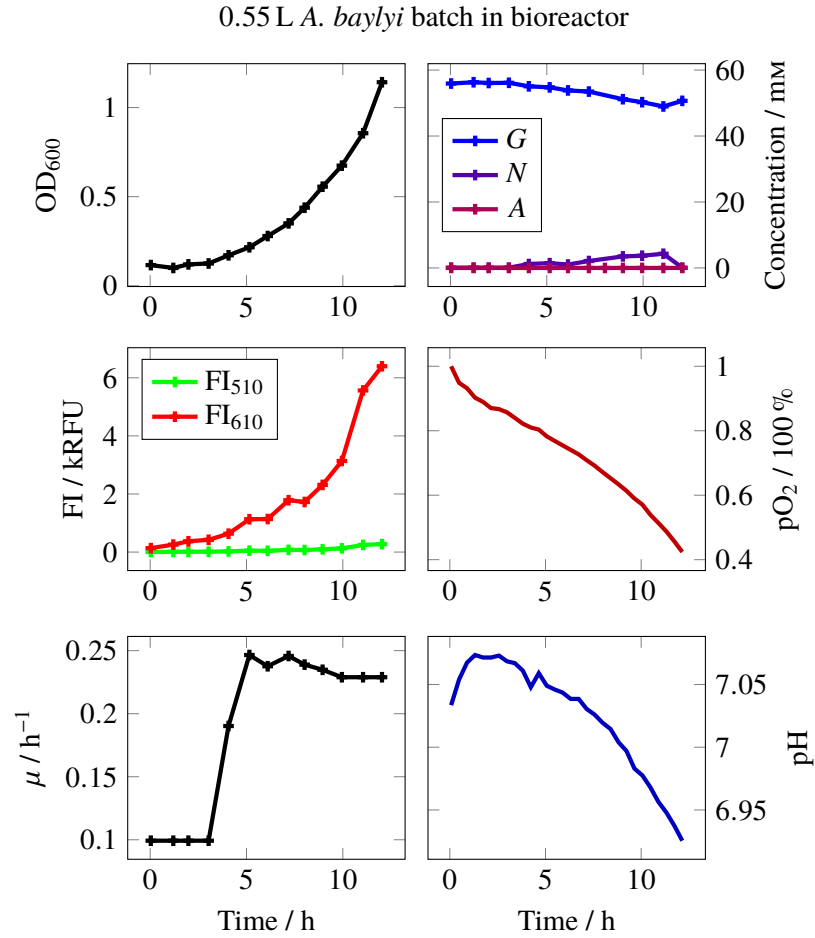 0.55 L A. baylyi batch in bioreactor
1
0.5
0
OD₆₀₀
0 5 10
60
40
20
0
Concentration / mM
G
N
A
0 5 10
6
4
2
0
FI / kRFU
FI₅₁₀
FI₆₁₀
0 5 10
1
0.8
0.6
0.4
pO₂ / 100 %
0 5 10
0.25
0.2
0.15
0.1
μ / h⁻¹
0 5 10
Time / h
7.05
7
6.95
pH
0 5 10
Time / h